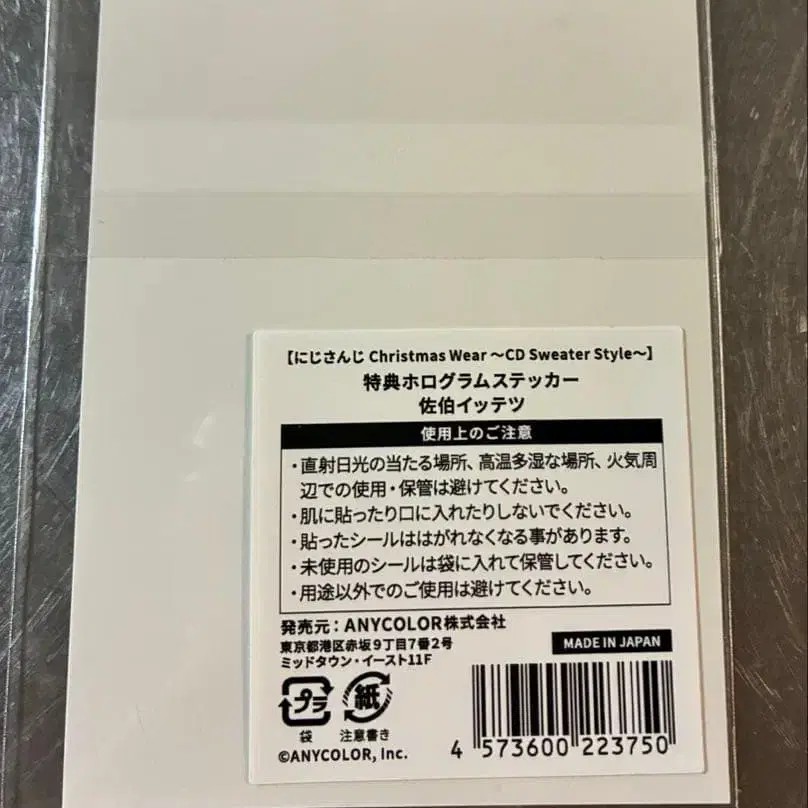 【にじさんじ Christmas Wear ～CD Sweater Style～】
特典ホログラムステッカー
佐伯イッテツ
使用上のご注意
・直射日光の当たる場所、高温多湿な場所、火気周
辺での使用・保管は避けてください。
・肌に貼ったり口に入れたりしないでください。
・貼ったシールははがれなくなる事があります。
・未使用のシールは袋に入れて保管してください。
・用途以外でのご使用は避けてください。
発売元：ANYCOLOR株式会社
東京都港区赤坂9丁目7番2号
ミッドタウン・イースト11F
MADE IN JAPAN
プラ 紙
袋 注意書き
©ANYCOLOR, Inc.
4 573600 223750